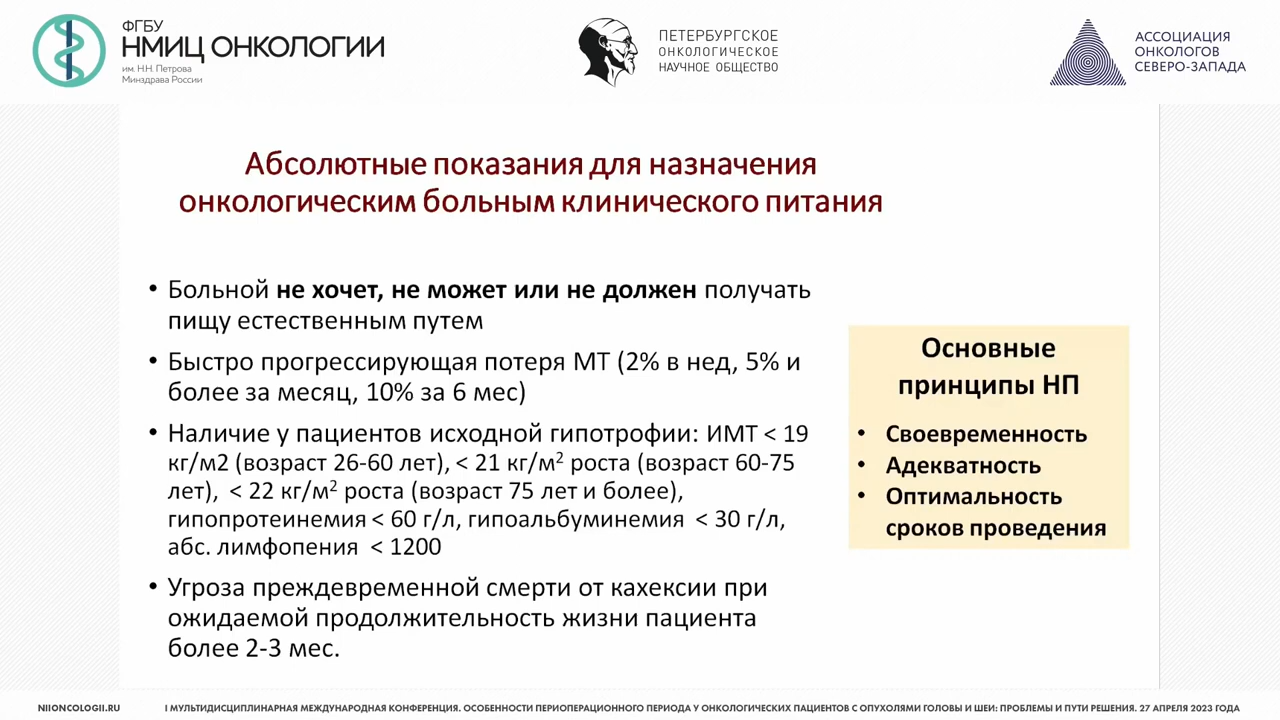 ФГБУ
НМИЦ ОНКОЛОГИИ
им. Н.Н. Петрова
Минздрава России
ПЕТЕРБУРГСКОЕ
ОНКОЛОГИЧЕСКОЕ
НАУЧНОЕ ОБЩЕСТВО
АССОЦИАЦИЯ
ОНКОЛОГОВ
СЕВЕРО-ЗАПАДА
Абсолютные показания для назначения
онкологическим больным клинического питания
• Больной не хочет, не может или не должен получать
пищу естественным путем
• Быстро прогрессирующая потеря МТ (2% в нед, 5% и
более за месяц, 10% за 6 мес)
• Наличие у пациентов исходной гипотрофии: ИМТ < 19
кг/м2 (возраст 26-60 лет), < 21 кг/м² роста (возраст 60-75
лет), < 22 кг/м² роста (возраст 75 лет и более),
гипопротеинемия < 60 г/л, гипоальбуминемия < 30 г/л,
абс. лимфопения < 1200
• Угроза преждевременной смерти от кахексии при
ожидаемой продолжительность жизни пациента
более 2-3 мес.
Основные
принципы НП
• Своевременность
• Адекватность
• Оптимальность
сроков проведения
NIIONCOLOGII.RU
I МУЛЬТИДИСЦИПЛИНАРНАЯ МЕЖДУНАРОДНАЯ КОНФЕРЕНЦИЯ. ОСОБЕННОСТИ ПЕРИОПЕРАЦИОННОГО ПЕРИОДА У ОНКОЛОГИЧЕСКИХ ПАЦИЕНТОВ С ОПУХОЛЯМИ ГОЛОВЫ И ШЕИ: ПРОБЛЕМЫ И ПУТИ РЕШЕНИЯ. 27 АПРЕЛЯ 2023 ГОДА